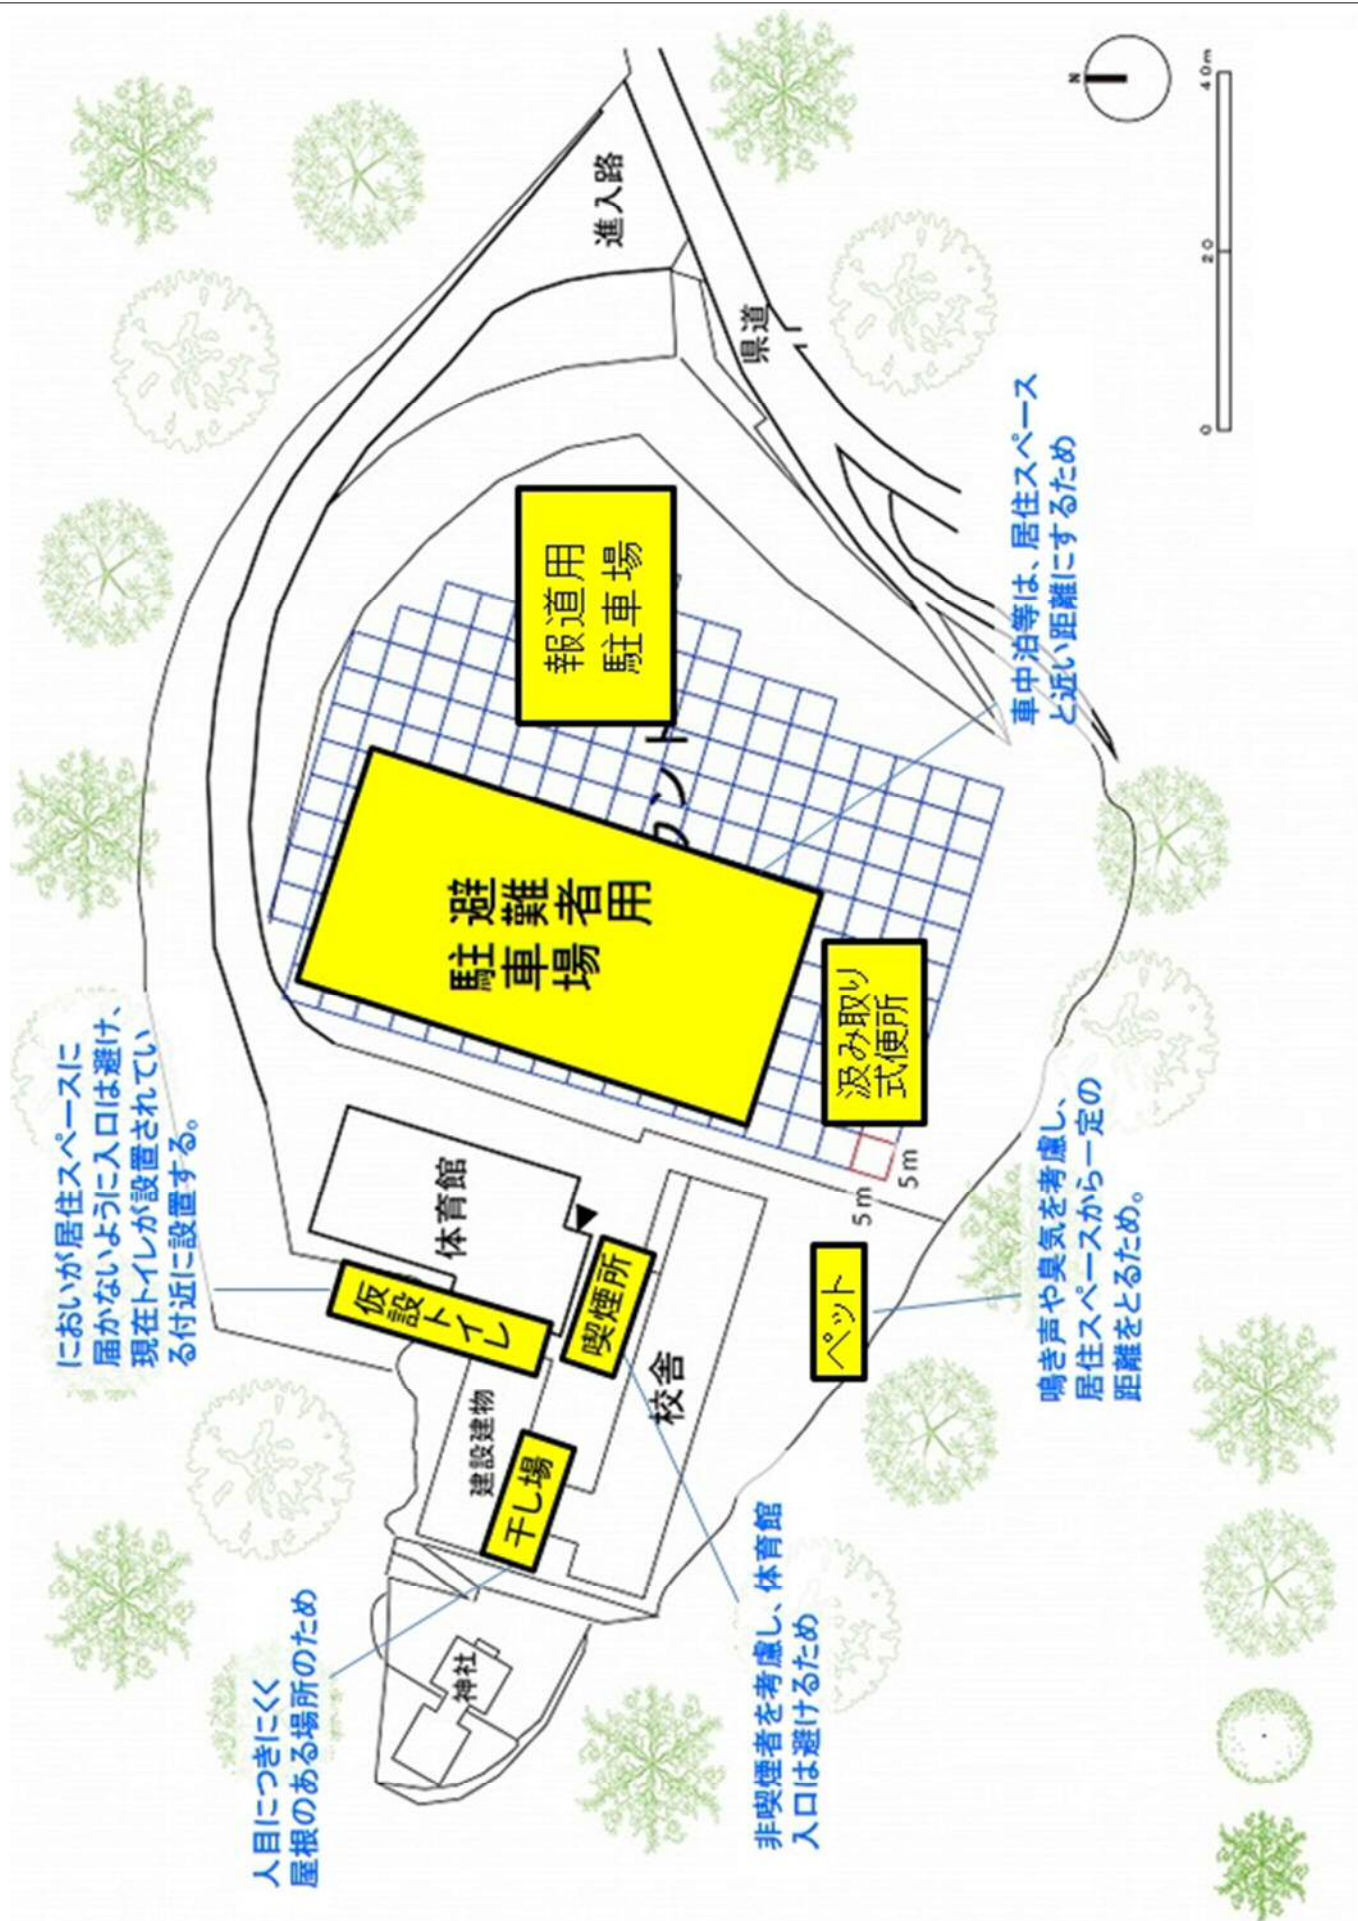 人目につきにくく
屋根のある場所のため
においが居住スペースに
届かないように入口は避け、
現在トイレが設置されてい
る付近に設置する。
神社
建設建物
干し場
仮設
トイレ
体育館
喫煙所
校舎
非喫煙者を考慮し、体育館
入口は避けるため
避難者用
駐車場
ウンド
報道用
駐車場
汲み取り
式便所
ペット
5m
5m
鳴き声や臭気を考慮し、
居住スペースから一定の
距離をとるため。
車中泊等は、居住スペース
と近い距離にするため
進入路
県道
N
0 20 40m